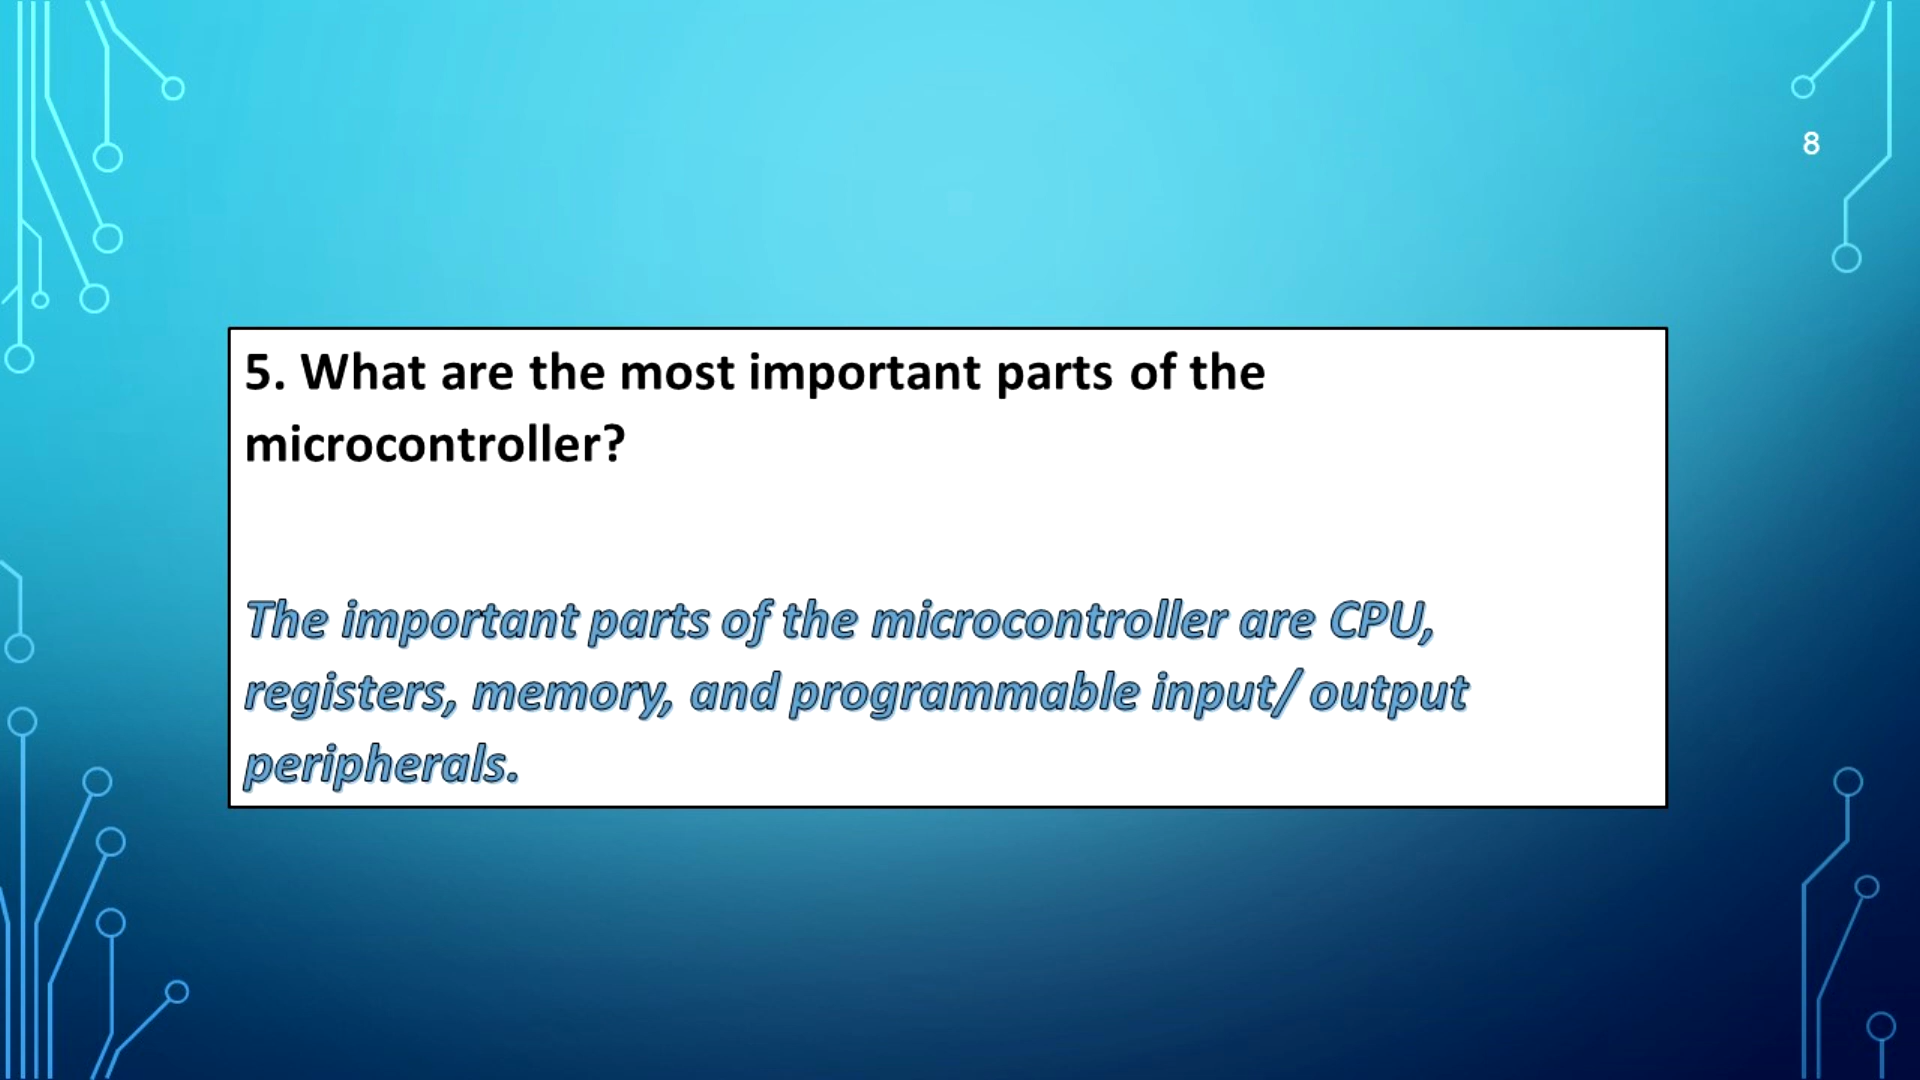 8
5. What are the most important parts of the
microcontroller?
The important parts of the microcontroller are CPU,
registers, memory, and programmable input/ output
peripherals.